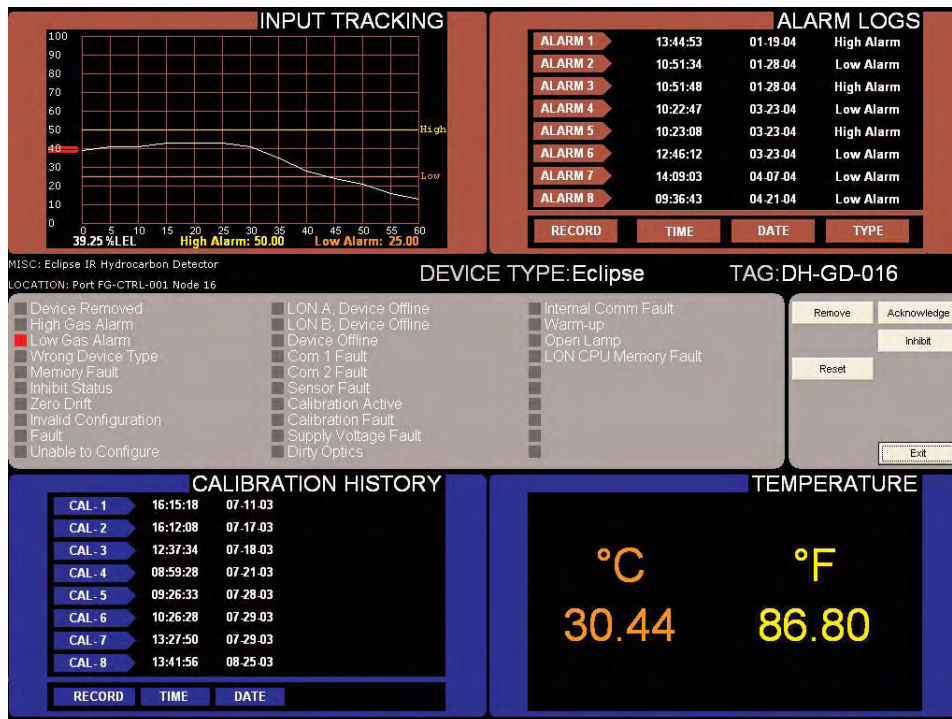 INPUT TRACKING
100
90
80
70
60
50 High
40
30
Low
20
10
0
0 5 10 15 20 25 30 35 40 45 50 55 60
39.25 %LEL High Alarm: 50.00 Low Alarm: 25.00
ALARM LOGS
ALARM 1 13:44:53 01-19-04 High Alarm
ALARM 2 10:51:34 01-28-04 Low Alarm
ALARM 3 10:51:48 01-28-04 High Alarm
ALARM 4 10:22:47 03-23-04 Low Alarm
ALARM 5 10:23:08 03-23-04 High Alarm
ALARM 6 12:46:12 03-23-04 Low Alarm
ALARM 7 14:09:03 04-07-04 Low Alarm
ALARM 8 09:36:43 04-21-04 Low Alarm
RECORD TIME DATE TYPE
MISC: Eclipse IR Hydrocarbon Detector
LOCATION: Port FG-CTRL-001 Node 16
DEVICE TYPE:Eclipse TAG:DH-GD-016
Device Removed
High Gas Alarm
Low Gas Alarm
Wrong Device Type
Memory Fault
Inhibit Status
Zero Drift
Invalid Configuration
Fault
Unable to Configure
LON A, Device Offline
LON B, Device Offline
Device Offline
Com 1 Fault
Com 2 Fault
Sensor Fault
Calibration Active
Calibration Fault
Supply Voltage Fault
Dirty Optics
Internal Comm Fault
Warm-up
Open Lamp
LON CPU Memory Fault
Remove Acknowledge
Inhibit
Reset
Exit
CALIBRATION HISTORY
CAL- 1 16:15:18 07-11-03
CAL- 2 16:12:08 07-17-03
CAL- 3 12:37:34 07-18-03
CAL- 4 08:59:28 07-21-03
CAL- 5 09:26:33 07-28-03
CAL- 6 10:26:28 07-29-03
CAL- 7 13:27:50 07-29-03
CAL- 8 13:41:56 08-25-03
RECORD TIME DATE
TEMPERATURE
°C °F
30.44 86.80